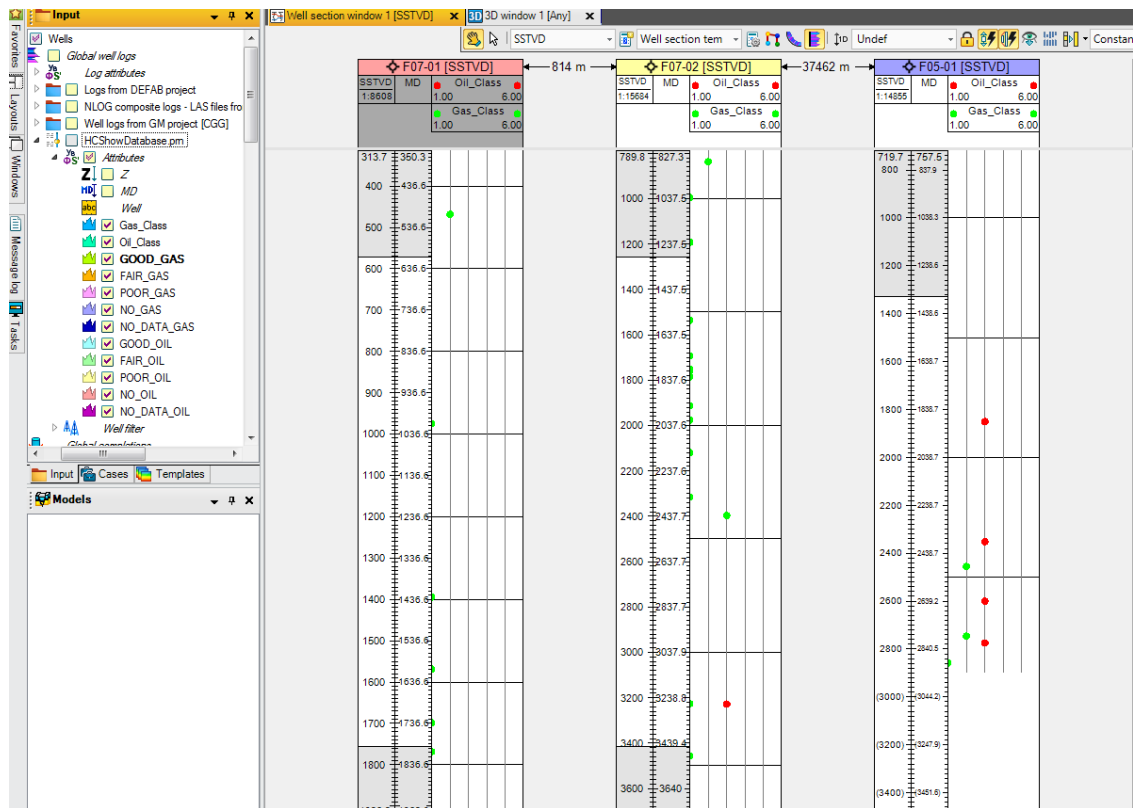 Input
Well section window 1 [SSTVD]
3D 3D window 1 [Any]
Favorites
Layouts
Windows
Message log
Tasks
SSTVD
Well section tem
Undef
Constan
Wells
Global well logs
Log attributes
Logs from DEFAB project
NLOG composite logs - LAS files fro
Well logs from GM project [CGG]
HCShowDatabase.prn
Attributes
Z Z
MD MD
abc Well
Gas_Class
Oil_Class
GOOD_GAS
FAIR_GAS
POOR_GAS
NO_GAS
NO_DATA_GAS
GOOD_OIL
FAIR_OIL
POOR_OIL
NO_OIL
NO_DATA_OIL
Well filter
Global completions
Input Cases Templates
Models
F07-01 [SSTVD] 814 m F07-02 [SSTVD] 37462 m F05-01 [SSTVD]
SSTVD MD Oil_Class
1:8608 1.00 6.00
Gas_Class
1.00 6.00
313.7 350.3
400 436.6
500 536.6
600 636.6
700 736.6
800 836.6
900 936.6
1000 1036.6
1100 1136.6
1200 1236.6
1300 1336.6
1400 1436.6
1500 1536.6
1600 1636.6
1700 1736.6
1800 1836.6
SSTVD MD Oil_Class
1:15684 1.00 6.00
Gas_Class
1.00 6.00
789.8 827.3
1000 1037.5
1200 1237.5
1400 1437.5
1600 1637.5
1800 1837.6
2000 2037.6
2200 2237.6
2400 2437.7
2600 2637.7
2800 2837.7
3000 3037.9
3200 3238.8
3400 3439.4
3600 3640
SSTVD MD Oil_Class
1:14855 1.00 6.00
Gas_Class
1.00 6.00
719.7 757.5
800 837.9
1000 1038.3
1200 1238.6
1400 1438.6
1600 1638.7
1800 1838.7
2000 2038.7
2200 2238.7
2400 2438.7
2600 2639.2
2800 2840.5
(3000) (3044.2)
(3200) (3247.9)
(3400) (3451.6)